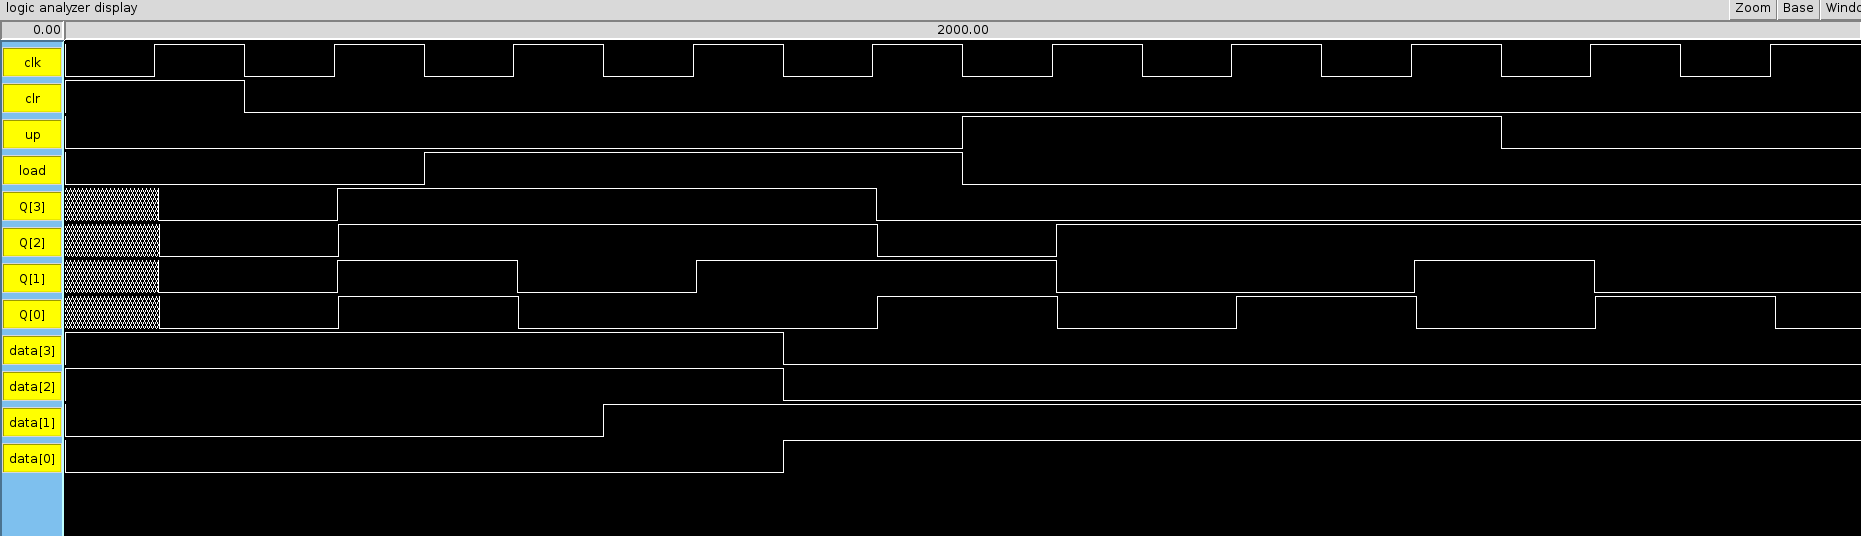 logic analyzer display
Zoom Base Windo
0.00 2000.00
clk
clr
up
load
Q[3]
Q[2]
Q[1]
Q[0]
data[3]
data[2]
data[1]
data[0]